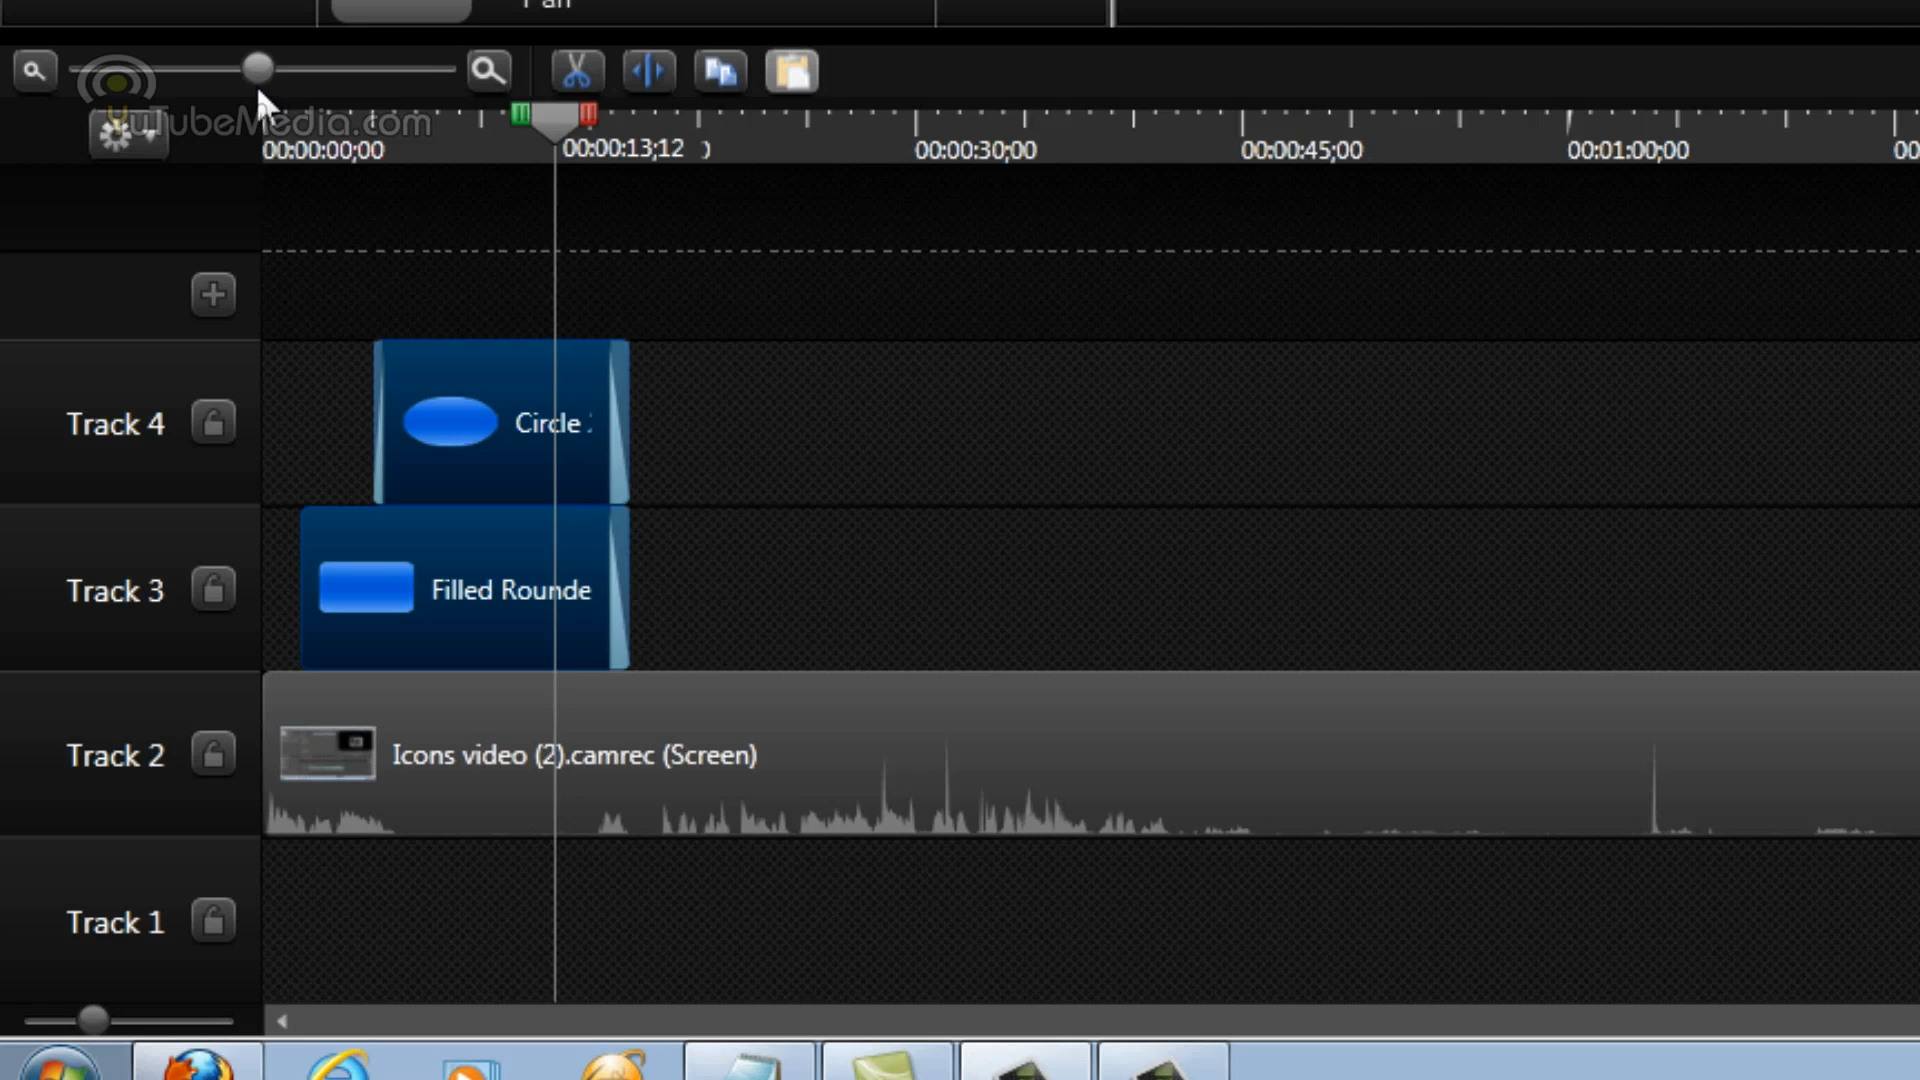 Pan
YouTubeMedia.com
00:00:00;00
00:00:13;12
00:00:30;00
00:00:45;00
00:01:00;00
00
Track 4
Circle
Track 3
Filled Rounde
Track 2
Icons video (2).camrec (Screen)
Track 1